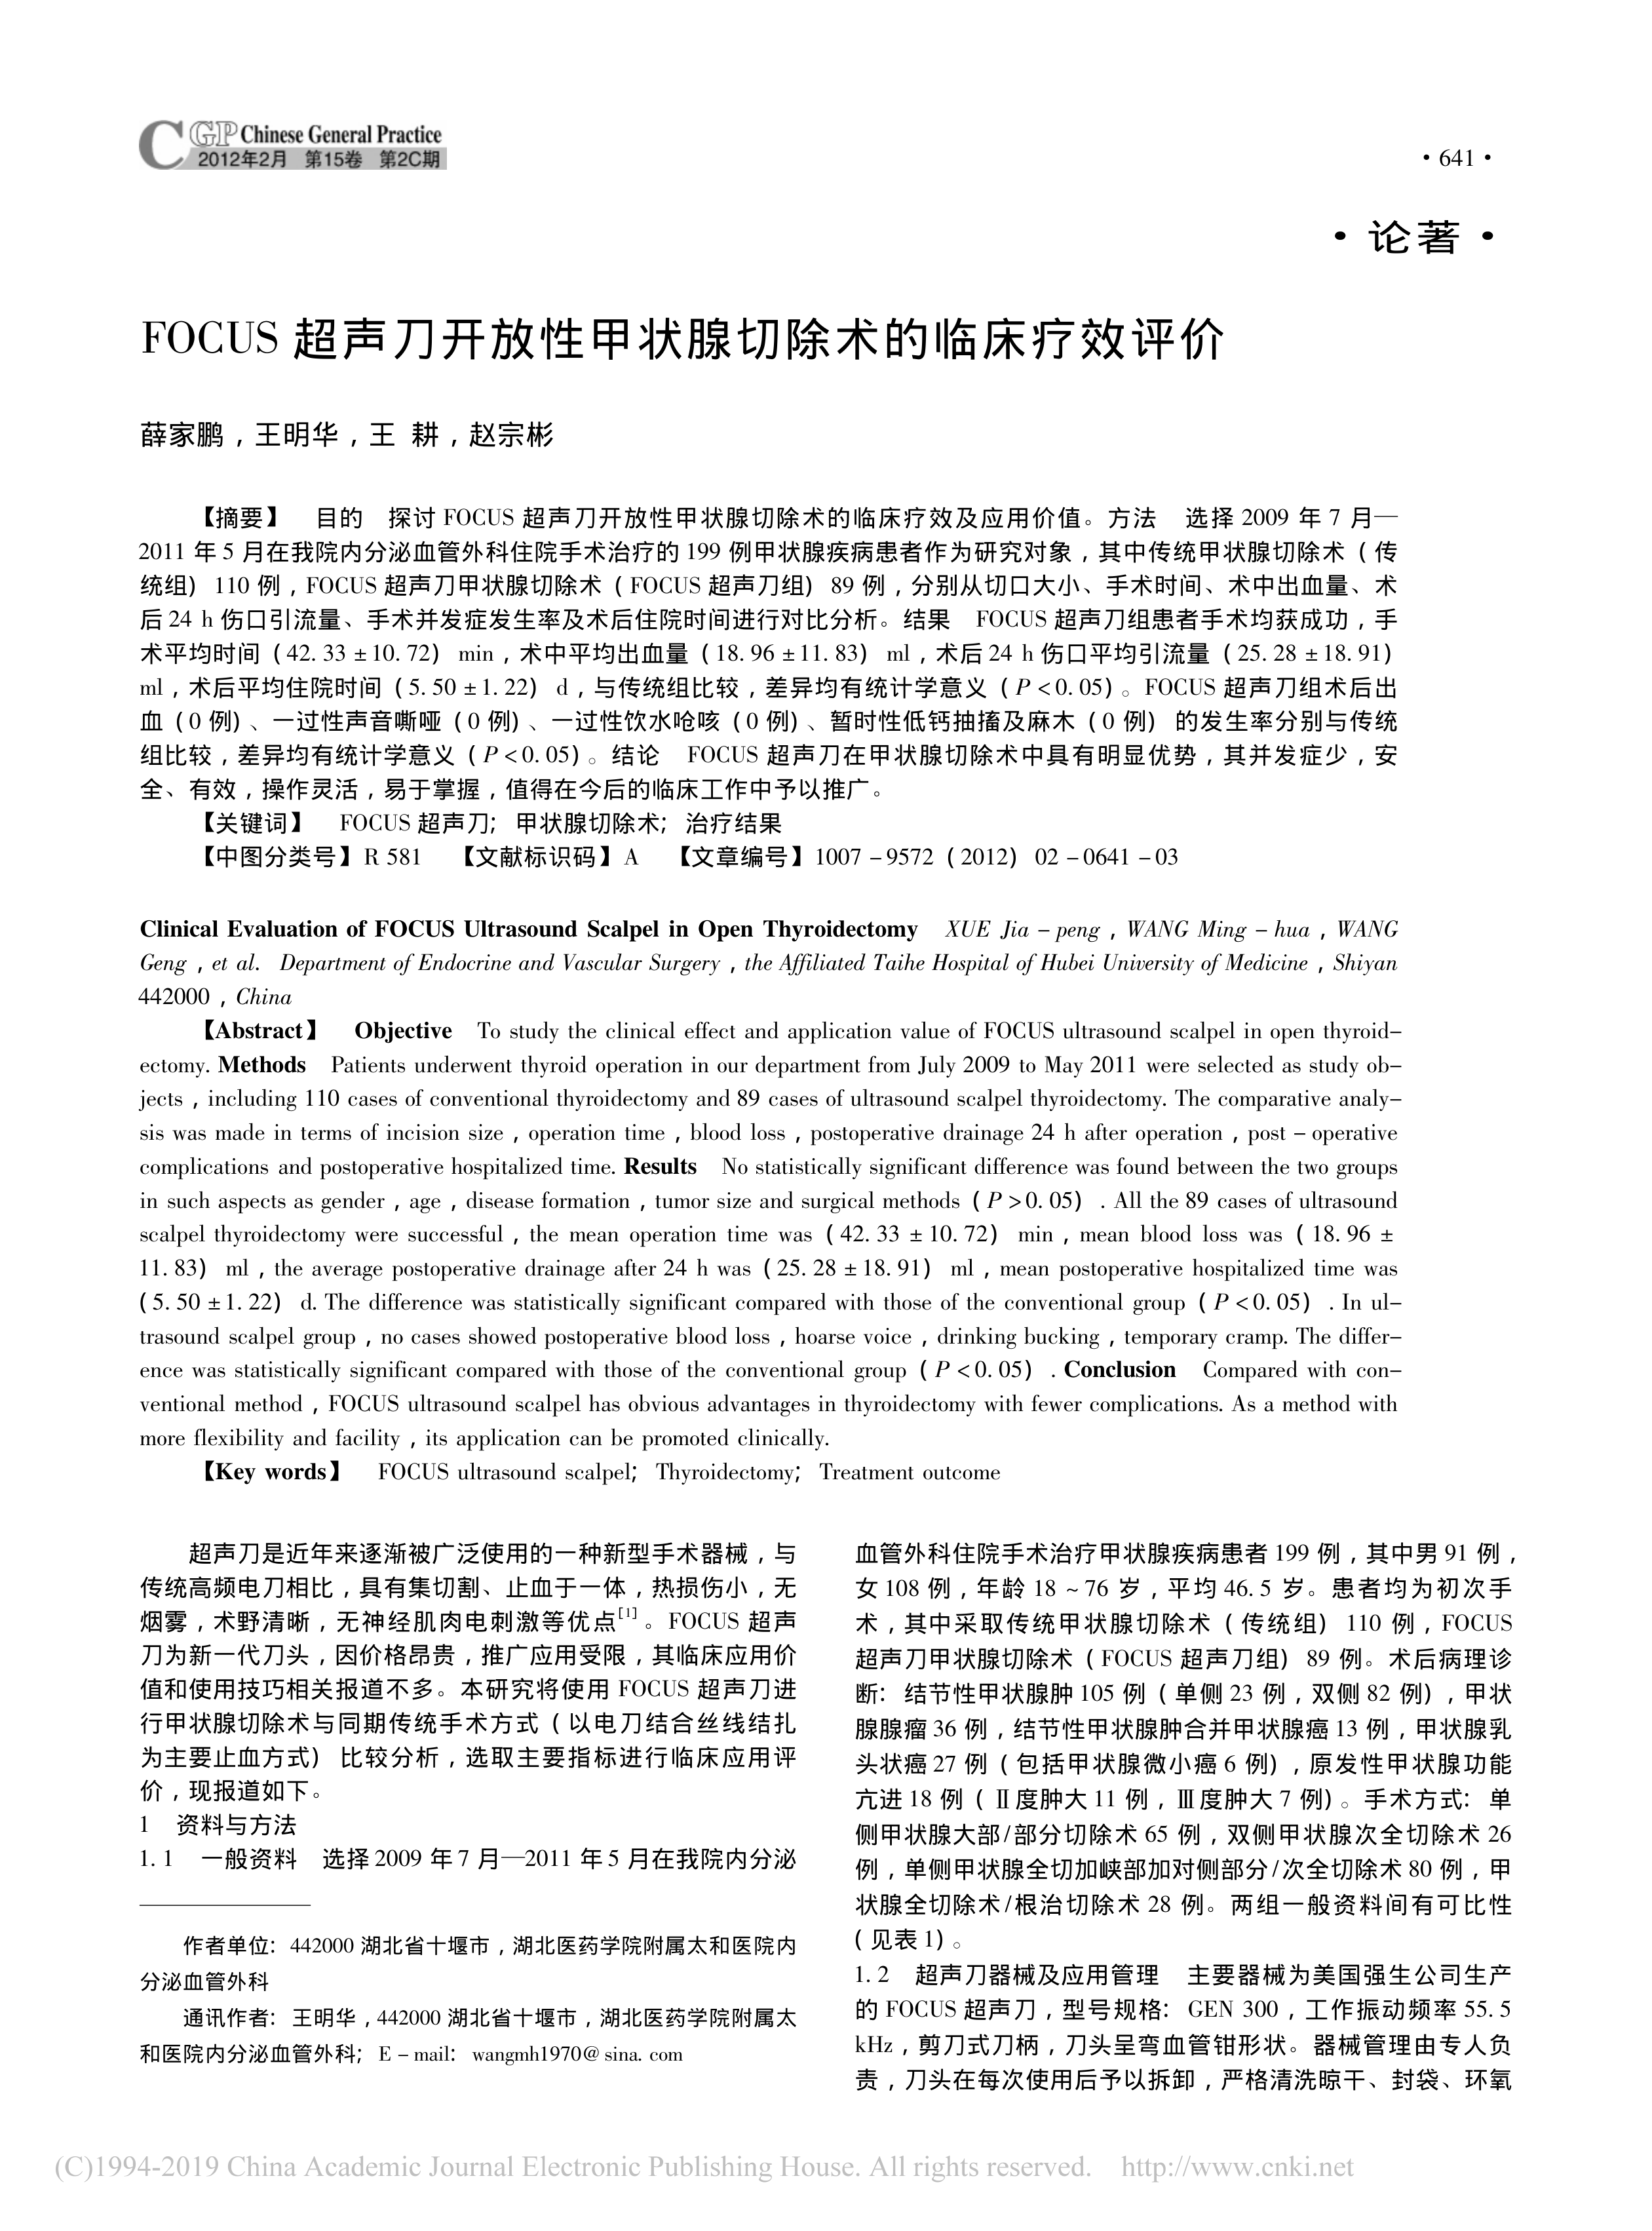 CGP Chinese General Practice
2012年2月 第15卷 第2C期
·641·
·论著·
FOCUS 超声刀开放性甲状腺切除术的临床疗效评价
薛家鹏，王明华，王 耕，赵宗彬
【摘要】 目的 探讨 FOCUS 超声刀开放性甲状腺切除术的临床疗效及应用价值。方法 选择 2009 年 7 月—
2011 年 5 月在我院内分泌血管外科住院手术治疗的 199 例甲状腺疾病患者作为研究对象，其中传统甲状腺切除术（传
统组）110 例，FOCUS 超声刀甲状腺切除术（FOCUS 超声刀组）89 例，分别从切口大小、手术时间、术中出血量、术
后 24 h 伤口引流量、手术并发症发生率及术后住院时间进行对比分析。结果 FOCUS 超声刀组患者手术均获成功，手
术平均时间（42. 33 ±10. 72） min，术中平均出血量（18. 96 ±11. 83） ml，术后 24 h 伤口平均引流量（25. 28 ±18. 91）
ml，术后平均住院时间（5. 50 ±1. 22） d，与传统组比较，差异均有统计学意义（P <0. 05）。FOCUS 超声刀组术后出
血（0 例）、一过性声音嘶哑（0 例）、一过性饮水呛咳（0 例）、暂时性低钙抽搐及麻木（0 例）的发生率分别与传统
组比较，差异均有统计学意义（P <0. 05）。结论 FOCUS 超声刀在甲状腺切除术中具有明显优势，其并发症少，安
全、有效，操作灵活，易于掌握，值得在今后的临床工作中予以推广。
【关键词】 FOCUS 超声刀；甲状腺切除术；治疗结果
【中图分类号】R 581 【文献标识码】A 【文章编号】1007 – 9572（2012）02 – 0641 – 03
Clinical Evaluation of FOCUS Ultrasound Scalpel in Open Thyroidectomy XUE Jia – peng，WANG Ming – hua，WANG
Geng，et al. Department of Endocrine and Vascular Surgery，the Affiliated Taihe Hospital of Hubei University of Medicine，Shiyan
442000，China
【Abstract】 Objective To study the clinical effect and application value of FOCUS ultrasound scalpel in open thyroid–
ectomy. Methods Patients underwent thyroid operation in our department from July 2009 to May 2011 were selected as study ob–
jects，including 110 cases of conventional thyroidectomy and 89 cases of ultrasound scalpel thyroidectomy. The comparative analy–
sis was made in terms of incision size，operation time，blood loss，postoperative drainage 24 h after operation，post – operative
complications and postoperative hospitalized time. Results No statistically significant difference was found between the two groups
in such aspects as gender，age，disease formation，tumor size and surgical methods（P >0. 05）. All the 89 cases of ultrasound
scalpel thyroidectomy were successful，the mean operation time was（42. 33 ±10. 72） min，mean blood loss was（18. 96 ±
11. 83） ml，the average postoperative drainage after 24 h was（25. 28 ±18. 91） ml，mean postoperative hospitalized time was
（5. 50 ±1. 22） d. The difference was statistically significant compared with those of the conventional group（P <0. 05）. In ul–
trasound scalpel group，no cases showed postoperative blood loss，hoarse voice，drinking bucking，temporary cramp. The differ–
ence was statistically significant compared with those of the conventional group（P <0. 05）. Conclusion Compared with con–
ventional method，FOCUS ultrasound scalpel has obvious advantages in thyroidectomy with fewer complications. As a method with
more flexibility and facility，its application can be promoted clinically.
【Key words】 FOCUS ultrasound scalpel；Thyroidectomy；Treatment outcome
超声刀是近年来逐渐被广泛使用的一种新型手术器械，与
传统高频电刀相比，具有集切割、止血于一体，热损伤小，无
烟雾，术野清晰，无神经肌肉电刺激等优点[1]。FOCUS 超声
刀为新一代刀头，因价格昂贵，推广应用受限，其临床应用价
值和使用技巧相关报道不多。本研究将使用 FOCUS 超声刀进
行甲状腺切除术与同期传统手术方式（以电刀结合丝线结扎
为主要止血方式）比较分析，选取主要指标进行临床应用评
价，现报道如下。
1 资料与方法
1. 1 一般资料 选择 2009 年 7 月—2011 年 5 月在我院内分泌
作者单位：442000 湖北省十堰市，湖北医药学院附属太和医院内
分泌血管外科
通讯作者：王明华，442000 湖北省十堰市，湖北医药学院附属太
和医院内分泌血管外科；E – mail：wangmh1970@ sina. com
血管外科住院手术治疗甲状腺疾病患者 199 例，其中男 91 例，
女 108 例，年龄 18 ~ 76 岁，平均 46. 5 岁。患者均为初次手
术，其中采取传统甲状腺切除术（传统组）110 例，FOCUS
超声刀甲状腺切除术（FOCUS 超声刀组）89 例。术后病理诊
断：结节性甲状腺肿 105 例（单侧 23 例，双侧 82 例），甲状
腺腺瘤 36 例，结节性甲状腺肿合并甲状腺癌 13 例，甲状腺乳
头状癌 27 例（包括甲状腺微小癌 6 例），原发性甲状腺功能
亢进 18 例（Ⅱ度肿大 11 例，Ⅲ度肿大 7 例）。手术方式：单
侧甲状腺大部/部分切除术 65 例，双侧甲状腺次全切除术 26
例，单侧甲状腺全切加峡部加对侧部分/次全切除术 80 例，甲
状腺全切除术/根治切除术 28 例。两组一般资料间有可比性
（见表 1）。
1. 2 超声刀器械及应用管理 主要器械为美国强生公司生产
的 FOCUS 超声刀，型号规格：GEN 300，工作振动频率 55. 5
kHz，剪刀式刀柄，刀头呈弯血管钳形状。器械管理由专人负
责，刀头在每次使用后予以拆卸，严格清洗晾干、封袋、环氧
(C)1994-2019 China Academic Journal Electronic Publishing House. All rights reserved. http://www.cnki.net